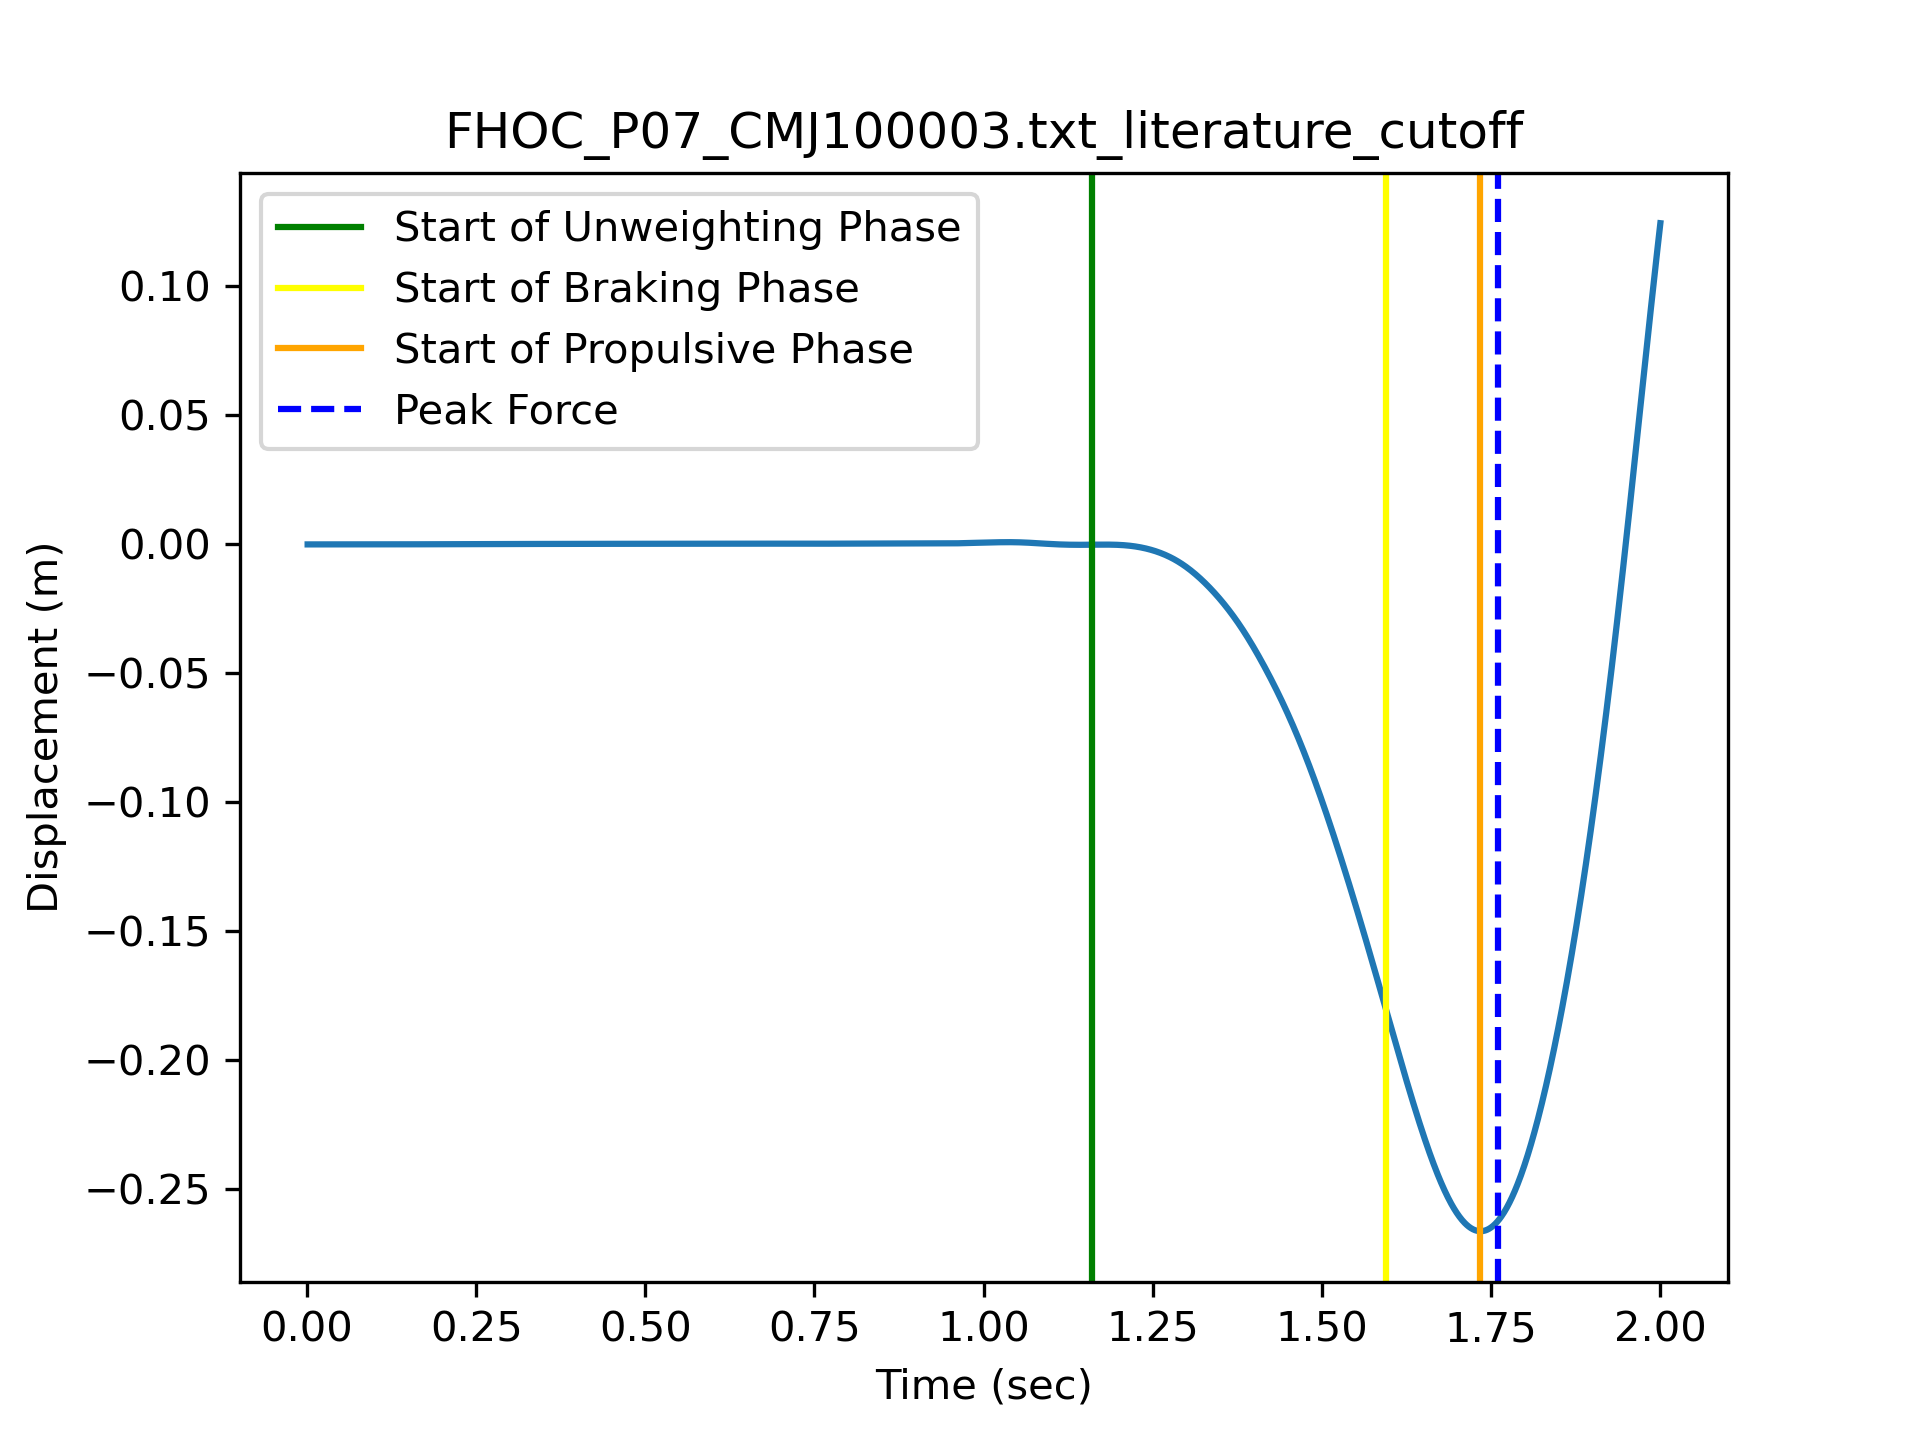 FHOC_P07_CMJ100003.txt_literature_cutoff
Start of Unweighting Phase
Start of Braking Phase
Start of Propulsive Phase
Peak Force
0.10
0.05
0.00
−0.05
−0.10
−0.15
−0.20
−0.25
Displacement (m)
0.00 0.25 0.50 0.75 1.00 1.25 1.50 1.75 2.00
Time (sec)